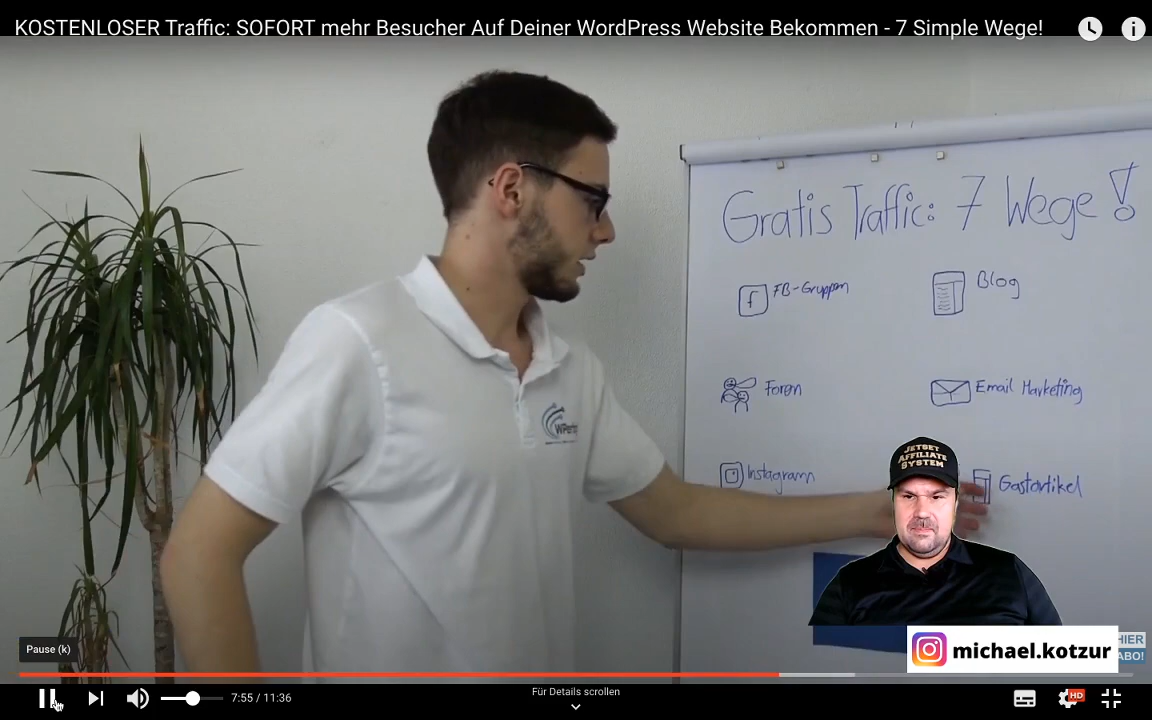 KOSTENLOSER Traffic: SOFORT mehr Besucher Auf Deiner WordPress Website Bekommen - 7 Simple Wege!
Gratis Traffic: 7 Wege!
FB-Gruppen
Blog
Foren
Email Marketing
Instagram
Gastartikel
JETSET
AFFILIATE
SYSTEM
HIER
ABO!
michael.kotzur
Pause (k)
7:55 / 11:36
Für Details scrollen
HD